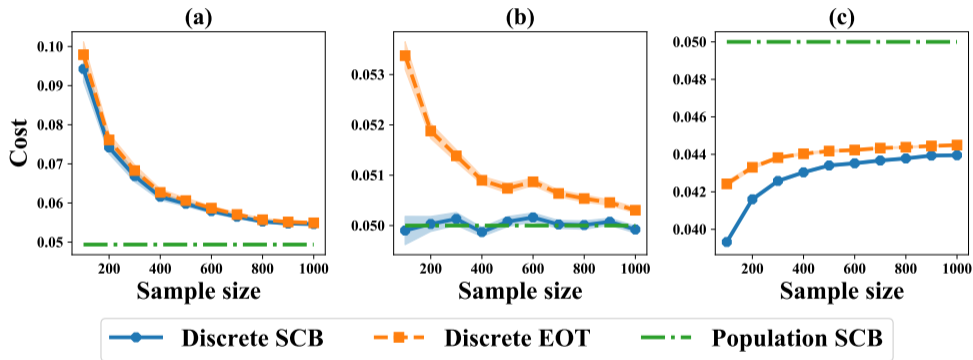 (a) (b) (c)
Cost
0.10
0.09
0.08
0.07
0.06
0.05
200 400 600 800 1000
Sample size
0.053
0.052
0.051
0.050
200 400 600 800 1000
Sample size
0.050
0.048
0.046
0.044
0.042
0.040
200 400 600 800 1000
Sample size
Discrete SCB Discrete EOT Population SCB